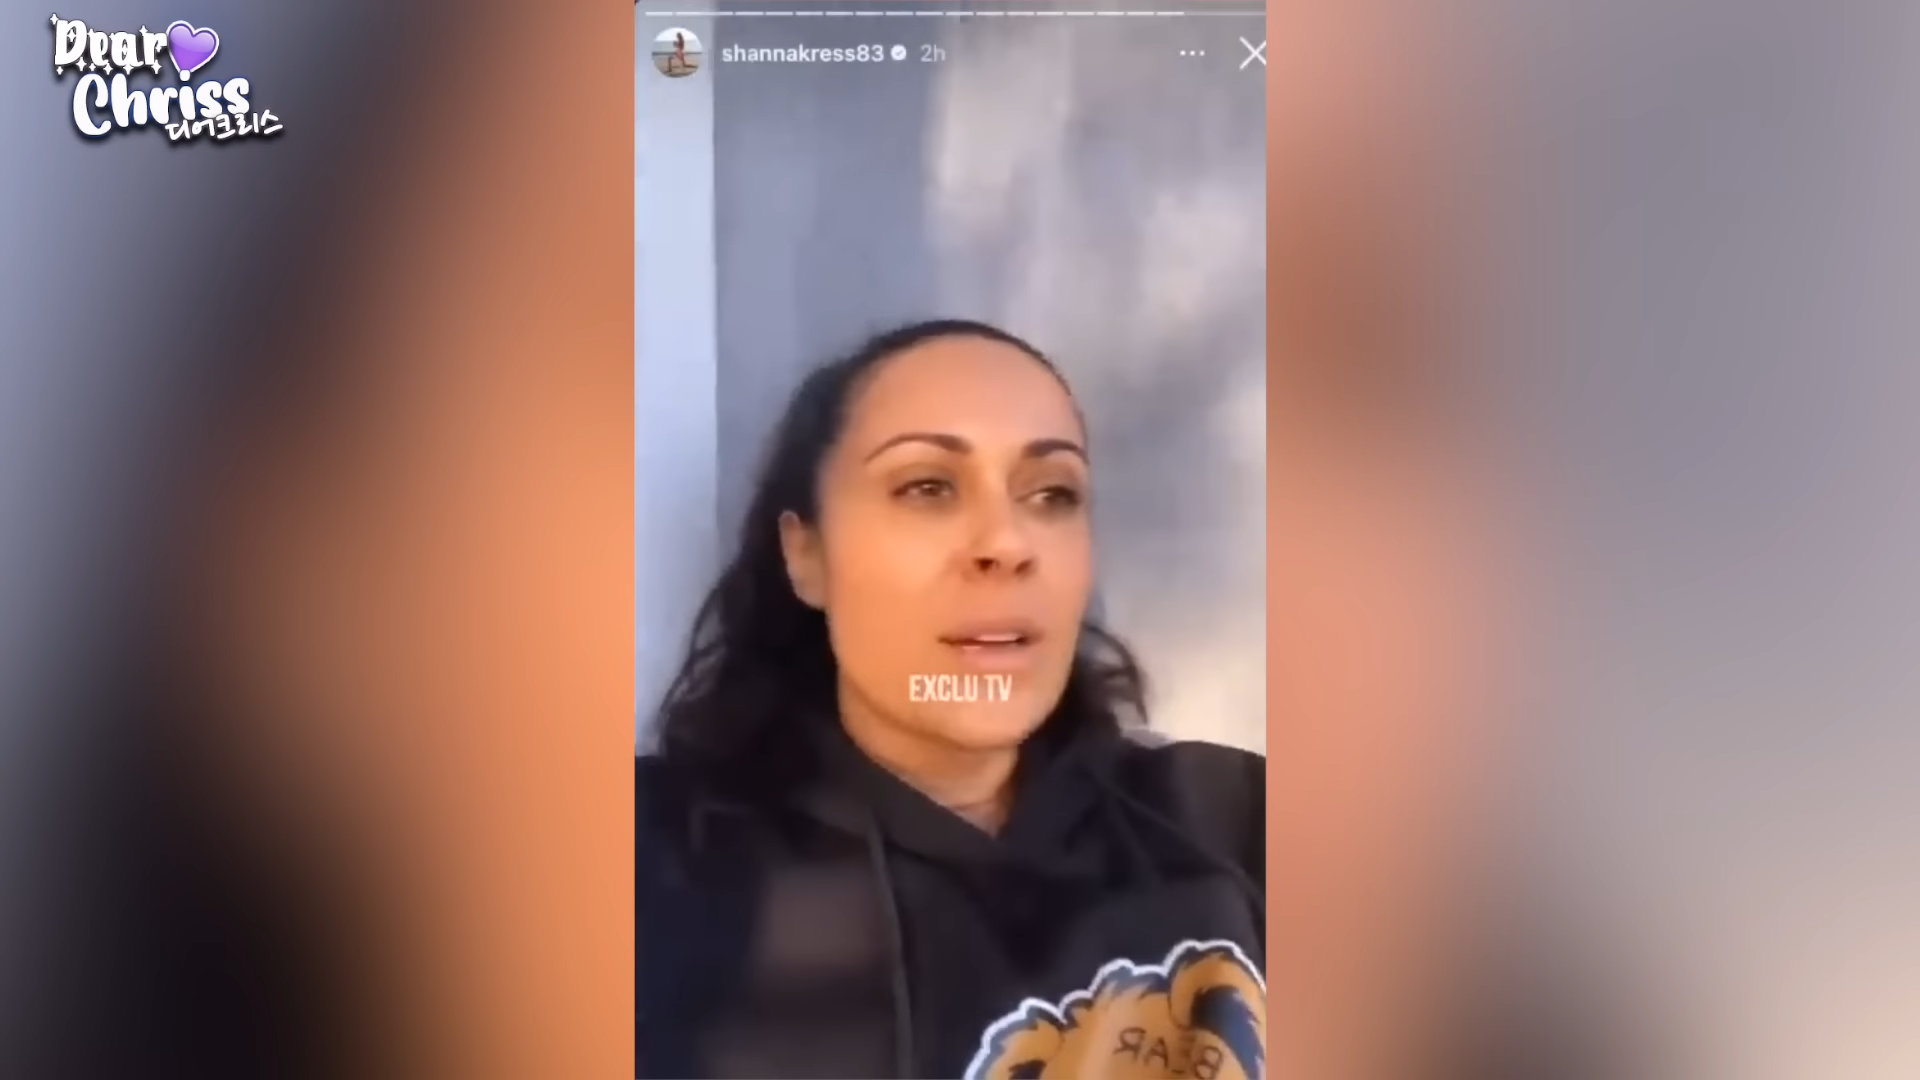 Dear
Chriss
디어크리스
shannakress83 2h
EXCLU TV
BEAR